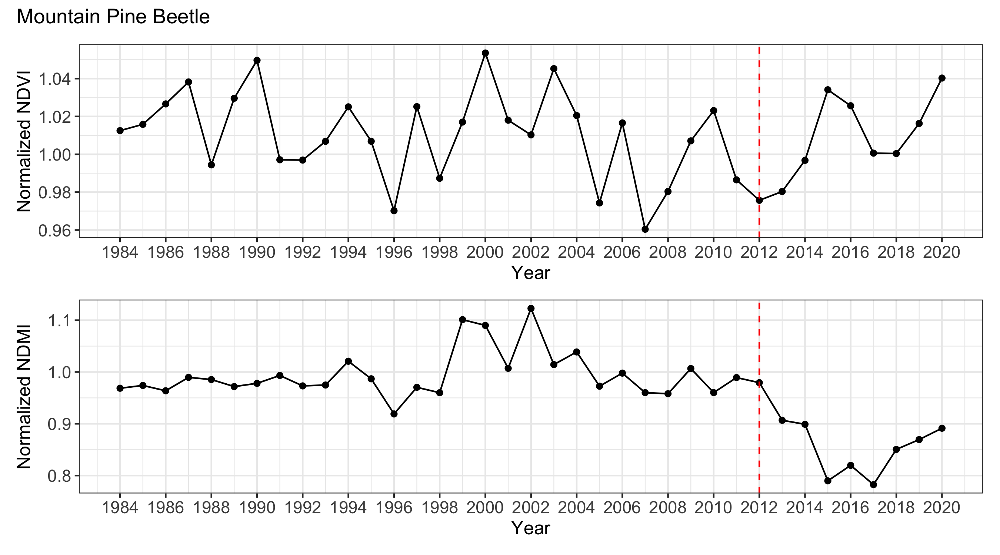 Mountain Pine Beetle
Normalized NDVI
1.04
1.02
1.00
0.98
0.96
1984 1986 1988 1990 1992 1994 1996 1998 2000 2002 2004 2006 2008 2010 2012 2014 2016 2018 2020
Year
Normalized NDMI
1.1
1.0
0.9
0.8
1984 1986 1988 1990 1992 1994 1996 1998 2000 2002 2004 2006 2008 2010 2012 2014 2016 2018 2020
Year